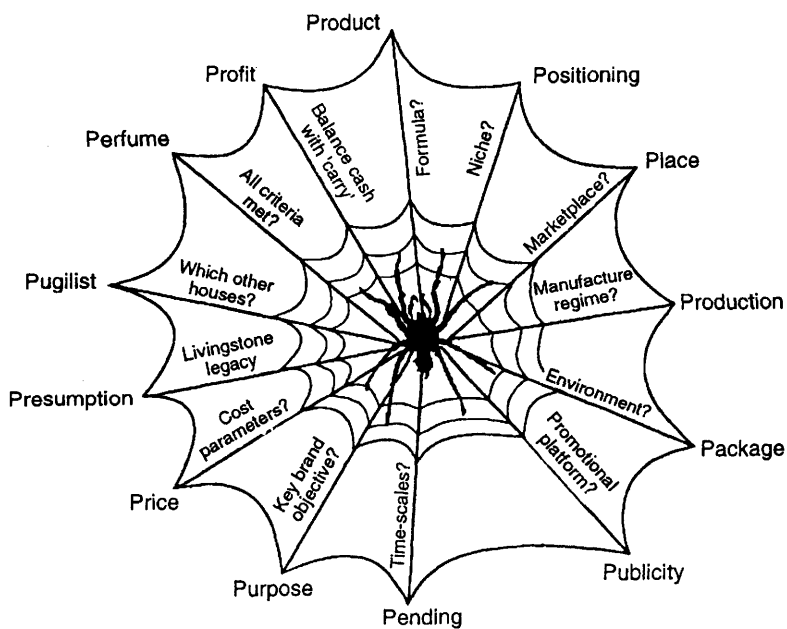 Product
Profit
Positioning
Perfume
Place
Balance cash
with 'carry'
Formula?
Niche?
All criteria
met?
Marketplace?
Pugilist
Which other
houses?
Manufacture
regime?
Production
Livingstone
legacy
Presumption
Cost
parameters?
Environment?
Package
Key brand
objective?
Promotional
platform?
Time-scales?
Price
Purpose
Publicity
Pending